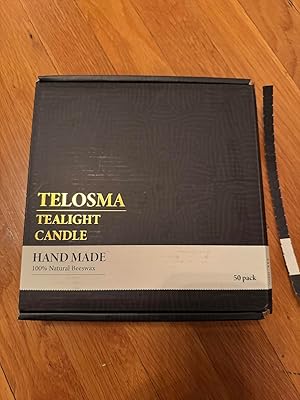 TELOSMA
TEALIGHT
CANDLE
HAND MADE
100% Natural Beeswax
50 pack